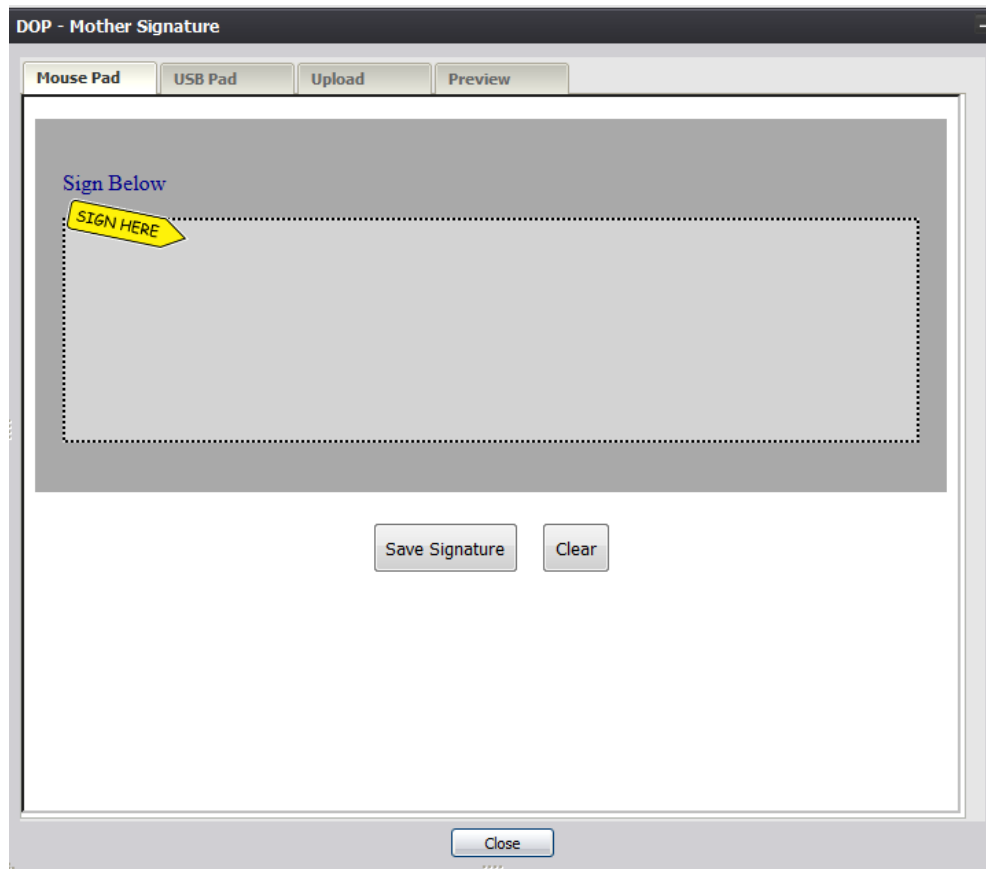 DOP - Mother Signature
Mouse Pad USB Pad Upload Preview
Sign Below
SIGN HERE
Save Signature Clear
Close